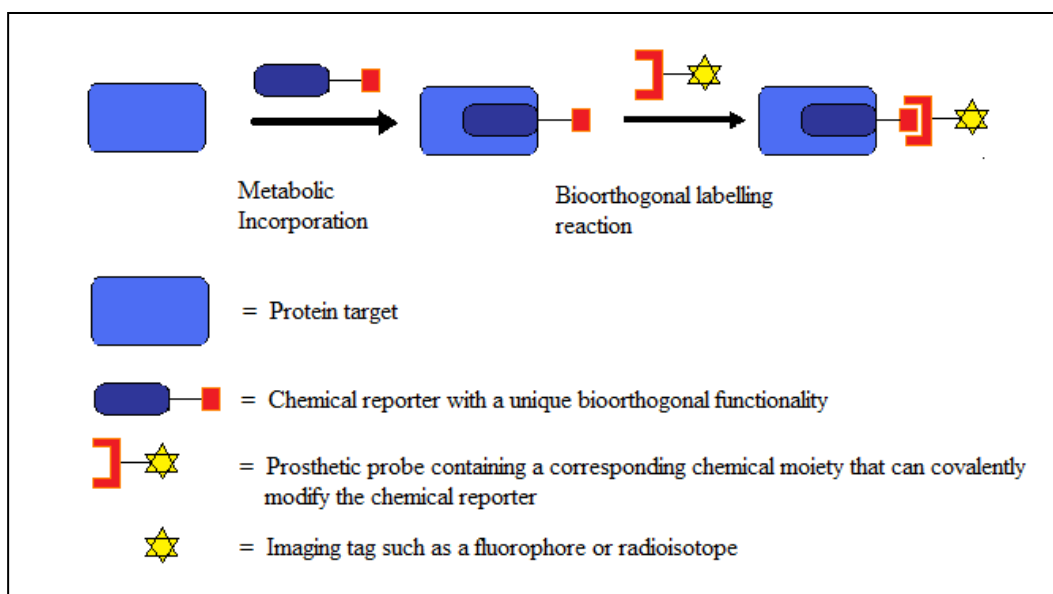 Metabolic
Incorporation
Bioorthogonal labelling
reaction
= Protein target
= Chemical reporter with a unique bioorthogonal functionality
= Prosthetic probe containing a corresponding chemical moiety that can covalently
modify the chemical reporter
= Imaging tag such as a fluorophore or radioisotope